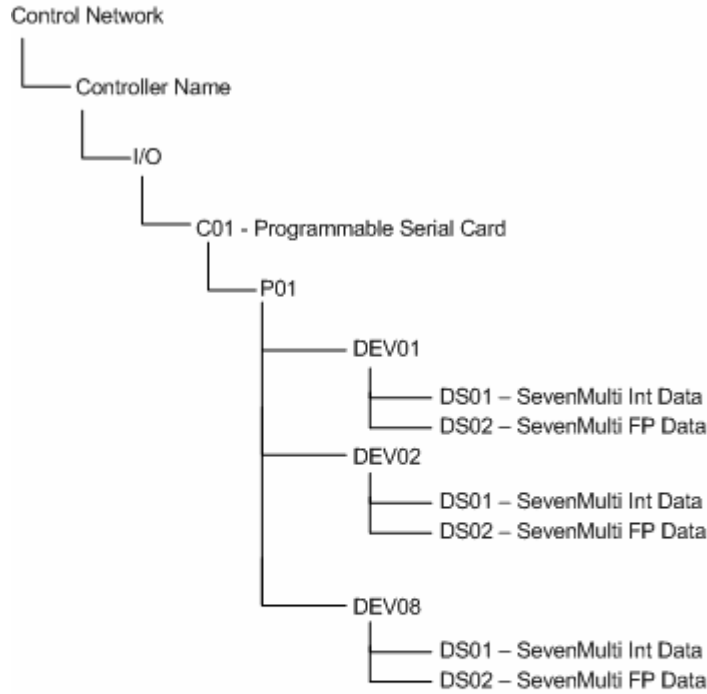 Control Network
Controller Name
I/O
C01 - Programmable Serial Card
P01
DEV01
DS01 – SevenMulti Int Data
DS02 – SevenMulti FP Data
DEV02
DS01 – SevenMulti Int Data
DS02 – SevenMulti FP Data
DEV08
DS01 – SevenMulti Int Data
DS02 – SevenMulti FP Data